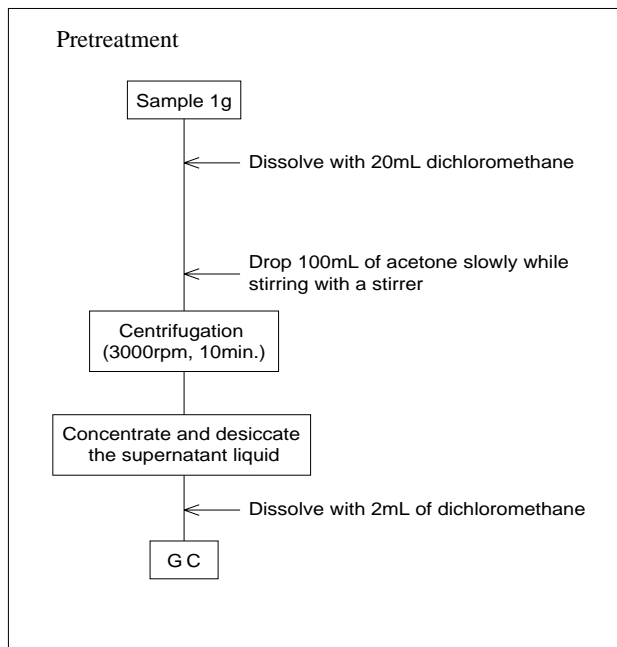 Pretreatment
Sample 1g
Dissolve with 20mL dichloromethane
Drop 100mL of acetone slowly while
stirring with a stirrer
Centrifugation
(3000rpm, 10min.)
Concentrate and desiccate
the supernatant liquid
Dissolve with 2mL of dichloromethane
G C